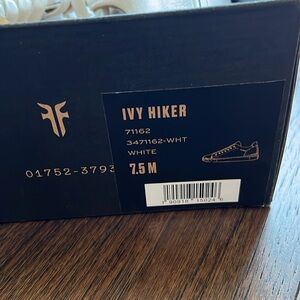 IVY HIKER
71162
3471162-WHT
WHITE
01752-3793
7.5 M